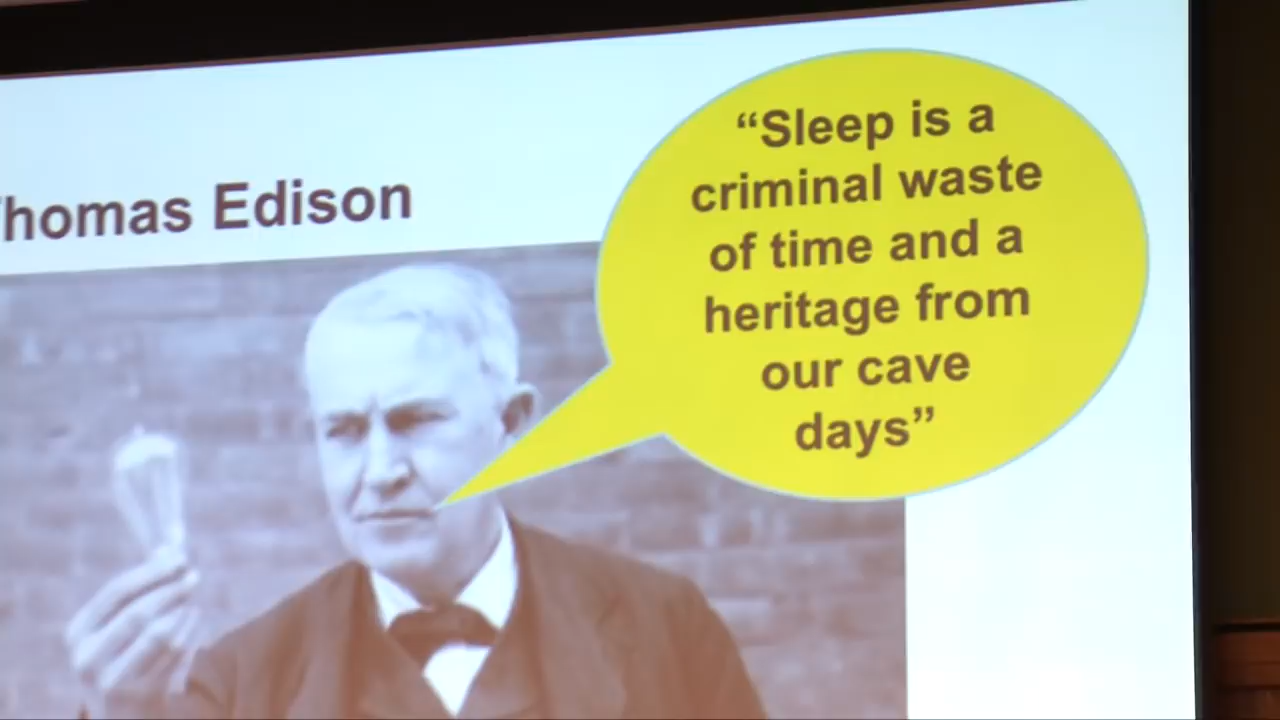 Thomas Edison
“Sleep is a
criminal waste
of time and a
heritage from
our cave
days”